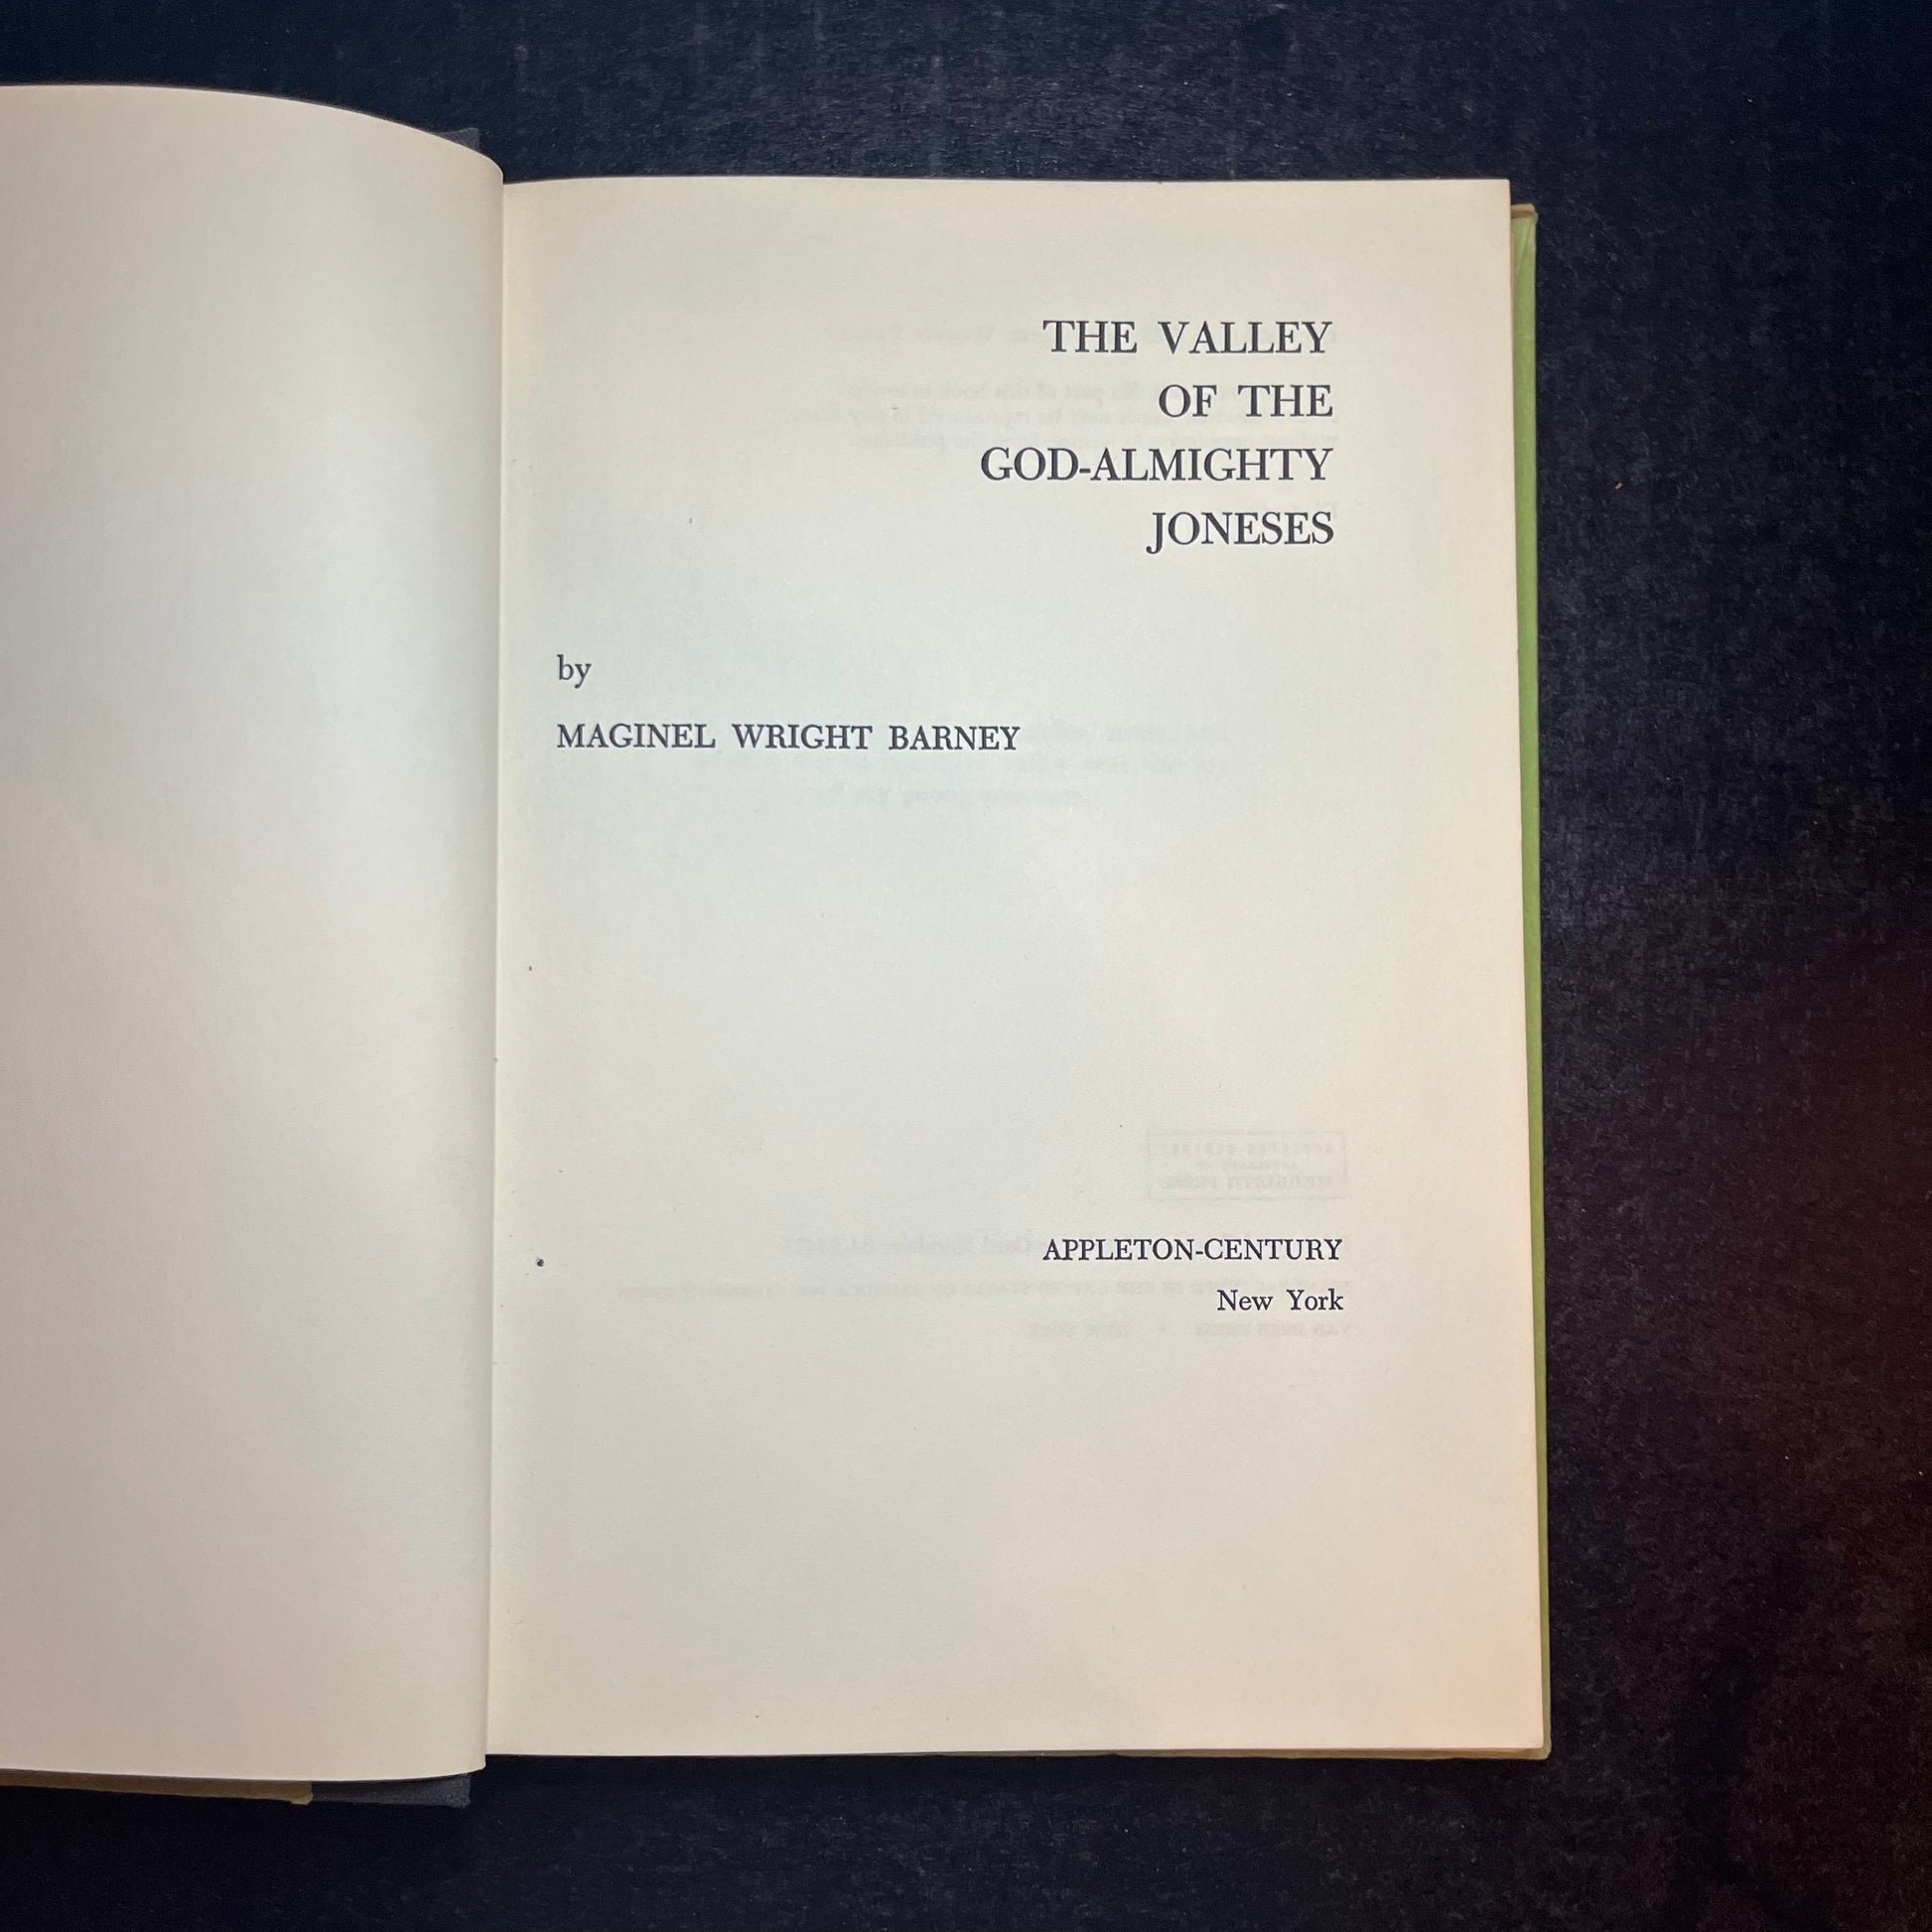 THE VALLEY
OF THE
GOD-ALMIGHTY
JONESES
by
MAGINEL WRIGHT BARNEY
APPLETON-CENTURY
New York